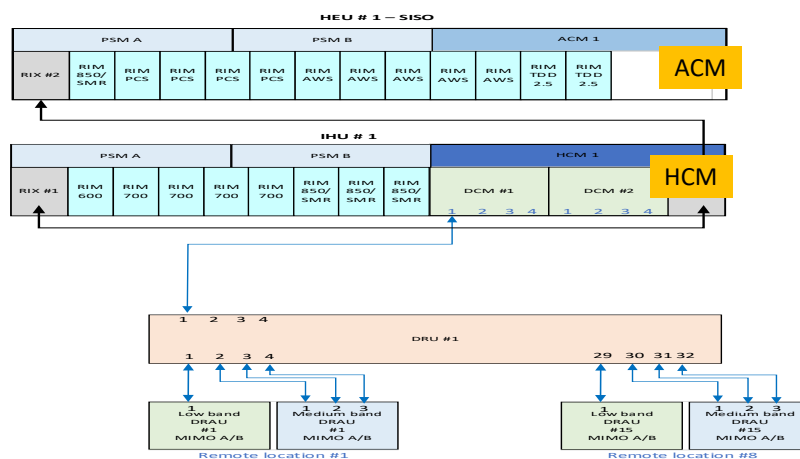 HEU # 1 – SISO
PSM A PSM B ACM 1
RIX #2 RIM 850/ SMR RIM PCS RIM PCS RIM PCS RIM PCS RIM AWS RIM AWS RIM AWS RIM AWS RIM AWS RIM TDD 2.5 RIM TDD 2.5
ACM
IHU # 1
PSM A PSM B HCM 1
RIX #1 RIM 600 RIM 700 RIM 700 RIM 700 RIM 700 RIM 850/ SMR RIM 850/ SMR RIM 850/ SMR DCM #1 DCM #2
HCM
1 2 3 4 1 2 3 4
1 2 3 4
DRU #1
1 2 3 4 29 30 31 32
1 1 2 3 1 1 2 3
Low band
DRAU
#1
MIMO A/B
Medium band
DRAU
#1
MIMO A/B
Low band
DRAU
#15
MIMO A/B
Medium band
DRAU
#15
MIMO A/B
Remote location #1 Remote location #8